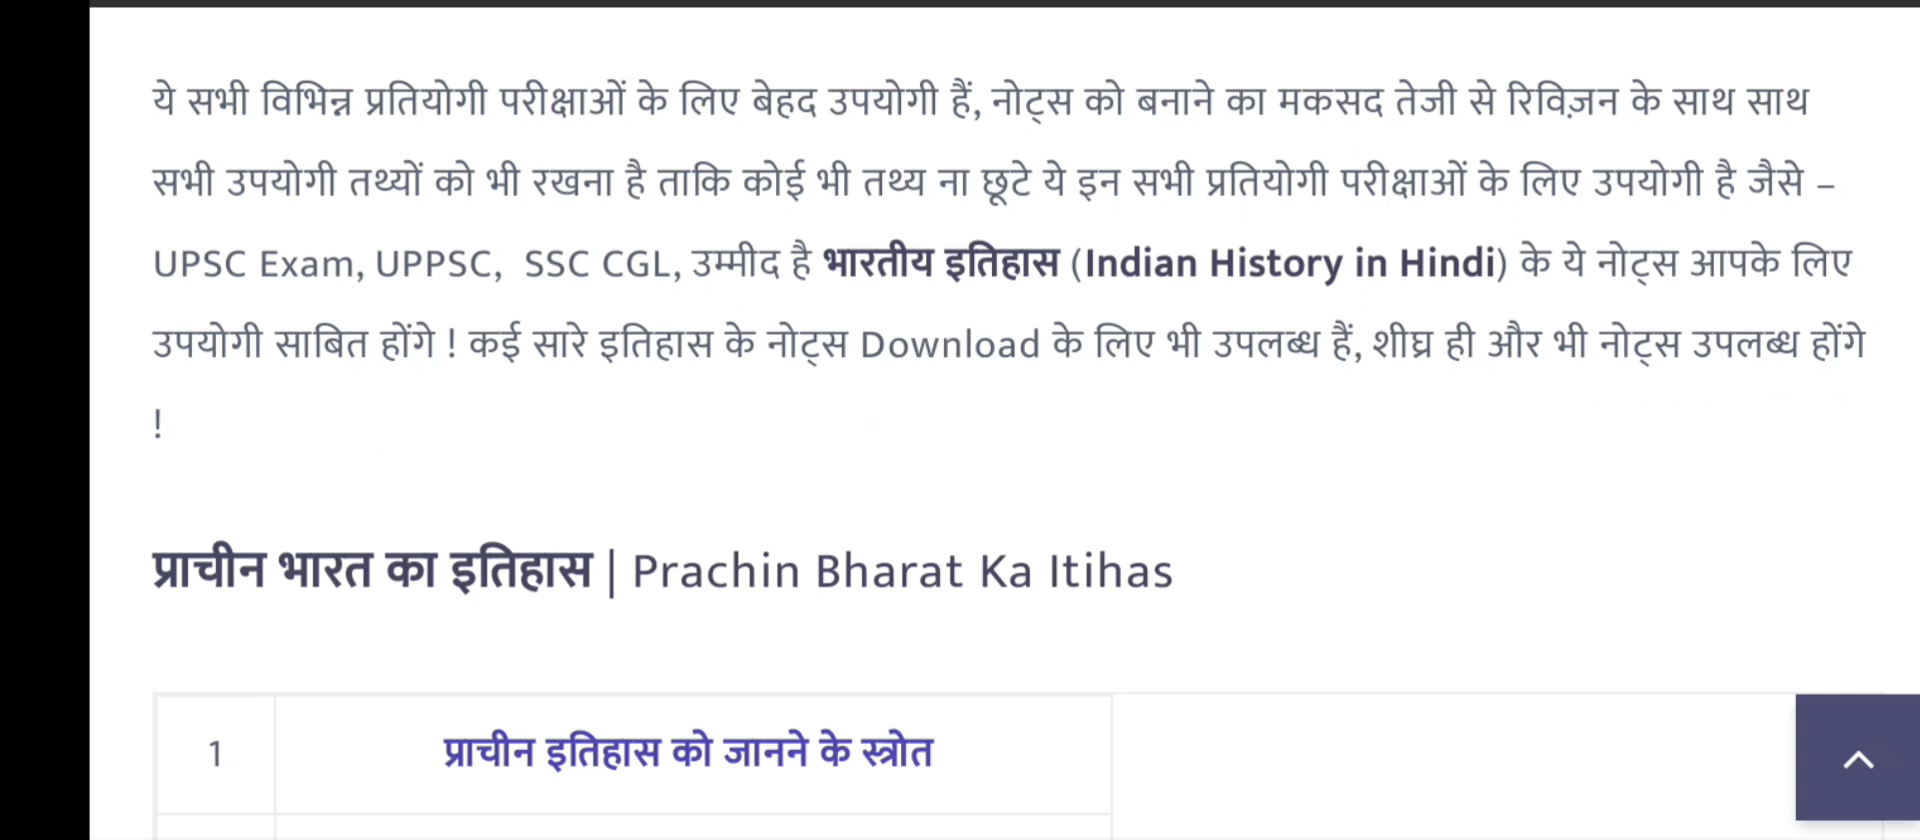 ये सभी विभिन्न प्रतियोगी परीक्षाओं के लिए बेहद उपयोगी हैं, नोट्स को बनाने का मकसद तेजी से रिविज़न के साथ साथ
सभी उपयोगी तथ्यों को भी रखना है ताकि कोई भी तथ्य ना छूटे ये इन सभी प्रतियोगी परीक्षाओं के लिए उपयोगी है जैसे –
UPSC Exam, UPPSC,  SSC CGL, उम्मीद है भारतीय इतिहास (Indian History in Hindi) के ये नोट्स आपके लिए
उपयोगी साबित होंगे ! कई सारे इतिहास के नोट्स Download के लिए भी उपलब्ध हैं, शीघ्र ही और भी नोट्स उपलब्ध होंगे
!
प्राचीन भारत का इतिहास | Prachin Bharat Ka Itihas
1 प्राचीन इतिहास को जानने के स्त्रोत